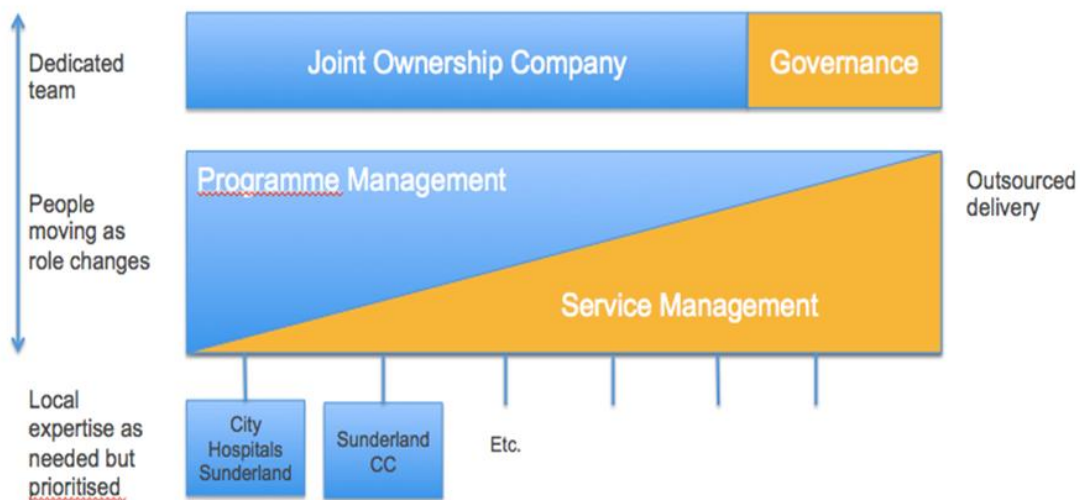 Joint Ownership Company
Governance
Dedicated
team
Programme Management
People
moving as
role changes
Outsourced
delivery
Service Management
Local
expertise as
needed but
prioritised
City
Hospitals
Sunderland
Sunderland
CC
Etc.